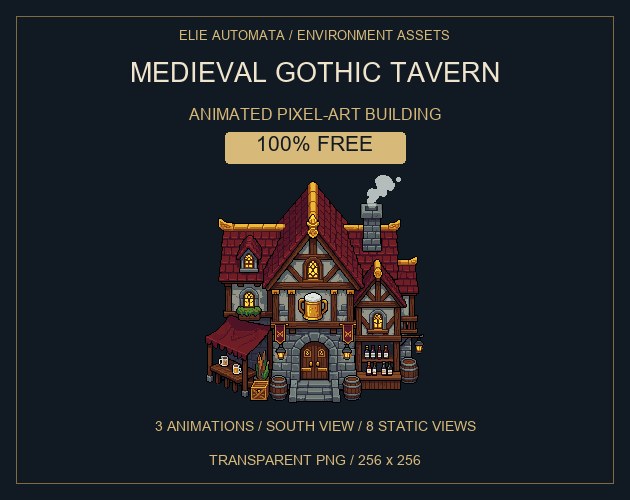 ELIE AUTOMATA / ENVIRONMENT ASSETS
MEDIEVAL GOTHIC TAVERN
ANIMATED PIXEL-ART BUILDING
100% FREE
3 ANIMATIONS / SOUTH VIEW / 8 STATIC VIEWS
TRANSPARENT PNG / 256 x 256